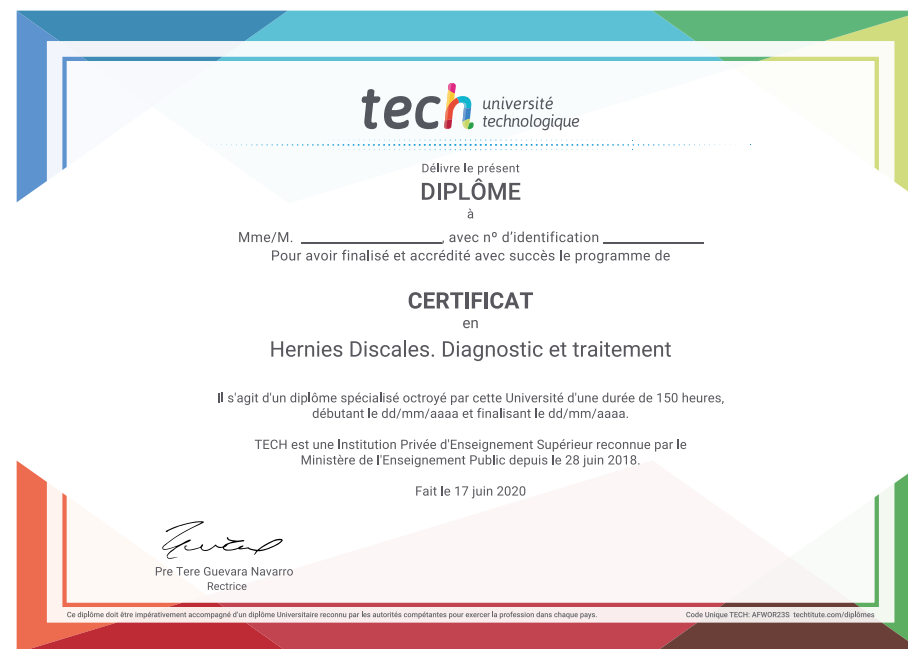 tech université
technologique
Délivre le présent
DIPLÔME
à
Mme/M. ____________________, avec nº d'identification ______________
Pour avoir finalisé et accrédité avec succès le programme de
CERTIFICAT
en
Hernies Discales. Diagnostic et traitement
Il s'agit d'un diplôme spécialisé octroyé par cette Université d'une durée de 150 heures,
débutant le dd/mm/aaaa et finalisant le dd/mm/aaaa.
TECH est une Institution Privée d'Enseignement Supérieur reconnue par le
Ministère de l'Enseignement Public depuis le 28 juin 2018.
Fait le 17 juin 2020
Pre Tere Guevara Navarro
Rectrice
Ce diplôme doit être impérativement accompagné d'un diplôme Universitaire reconnu par les autorités compétentes pour exercer la profession dans chaque pays. Code Unique TECH: AFWOR23S techtitute.com/diplômes